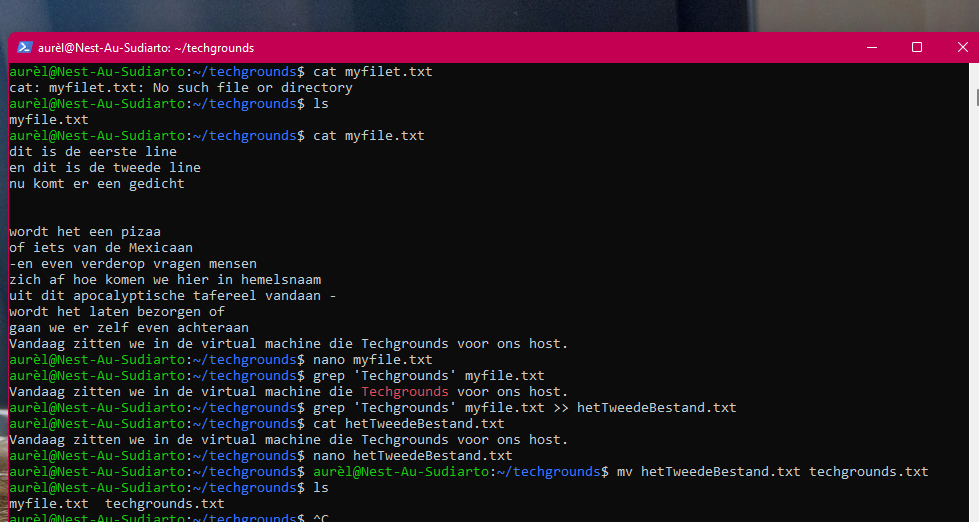 aurèl@Nest-Au-Sudiarto: ~/techgrounds
aurèl@Nest-Au-Sudiarto:~/techgrounds$ cat myfilet.txt
cat: myfilet.txt: No such file or directory
aurèl@Nest-Au-Sudiarto:~/techgrounds$ ls
myfile.txt
aurèl@Nest-Au-Sudiarto:~/techgrounds$ cat myfile.txt
dit is de eerste line
en dit is de tweede line
nu komt er een gedicht
wordt het een pizaa
of iets van de Mexicaan
-en even verderop vragen mensen
zich af hoe komen we hier in hemelsnaam
uit dit apocalyptische tafereel vandaan -
wordt het laten bezorgen of
gaan we er zelf even achteraan
Vandaag zitten we in de virtual machine die Techgrounds voor ons host.
aurèl@Nest-Au-Sudiarto:~/techgrounds$ nano myfile.txt
aurèl@Nest-Au-Sudiarto:~/techgrounds$ grep 'Techgrounds' myfile.txt
Vandaag zitten we in de virtual machine die Techgrounds voor ons host.
aurèl@Nest-Au-Sudiarto:~/techgrounds$ grep 'Techgrounds' myfile.txt >> hetTweedeBestand.txt
aurèl@Nest-Au-Sudiarto:~/techgrounds$ cat hetTweedeBestand.txt
Vandaag zitten we in de virtual machine die Techgrounds voor ons host.
aurèl@Nest-Au-Sudiarto:~/techgrounds$ nano hetTweedeBestand.txt
aurèl@Nest-Au-Sudiarto:~/techgrounds$ aurèl@Nest-Au-Sudiarto:~/techgrounds$ mv hetTweedeBestand.txt techgrounds.txt
aurèl@Nest-Au-Sudiarto:~/techgrounds$ ls
myfile.txt  techgrounds.txt
aurèl@Nest-Au-Sudiarto:~/techgrounds$ ^C